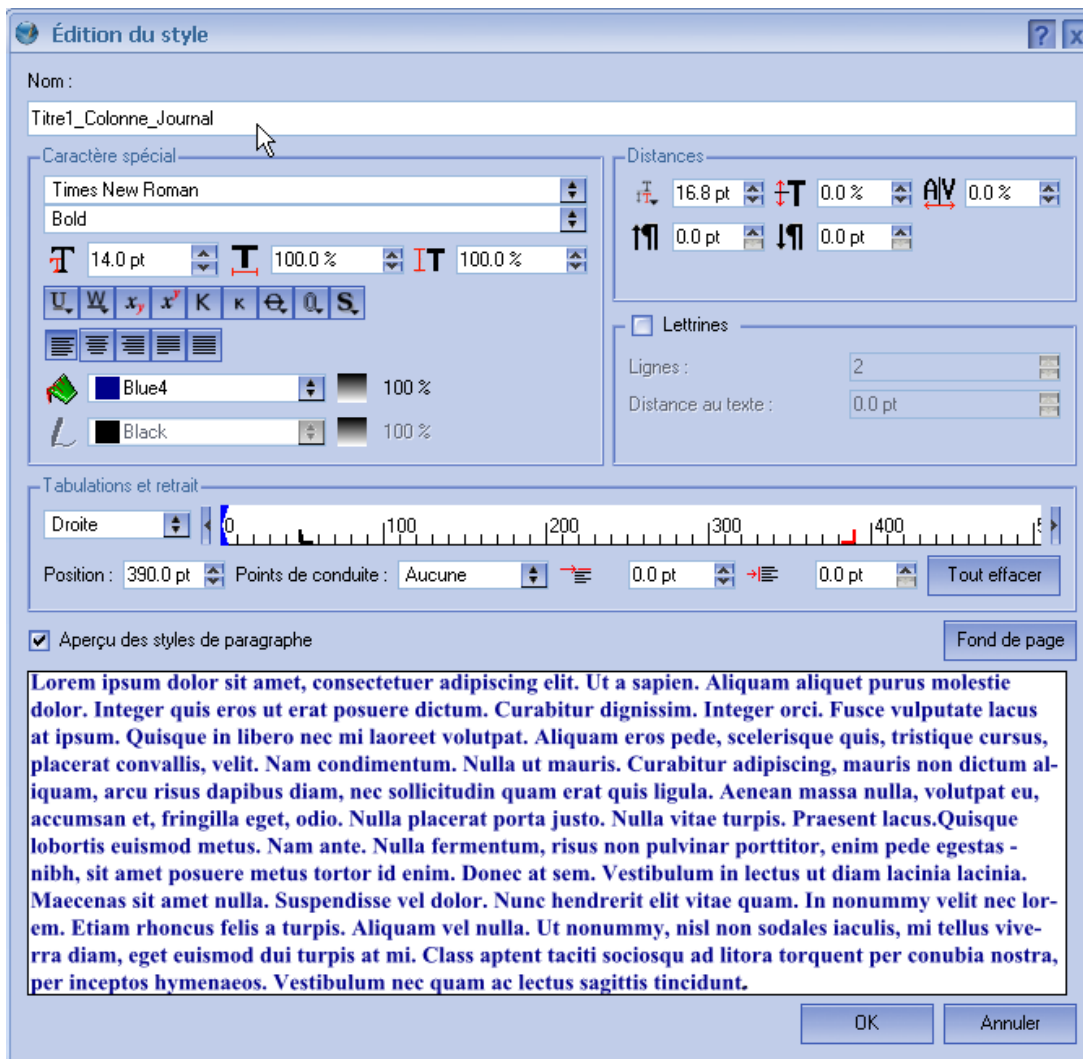 Édition du style
? x
Nom :
Titre1_Colonne_Journal
Caractère spécial
Times New Roman
Bold
14.0 pt 100.0 % 100.0 %
U W x y x y K K O O S
Blue4 100 %
Black 100 %
Distances
16.8 pt T 0.0 % A|V 0.0 %
¶ 0.0 pt ¶ 0.0 pt
Lettrines
Lignes : 2
Distance au texte : 0.0 pt
Tabulations et retrait
Droite 0 100 200 300 400 5
Position : 390.0 pt Points de conduite : Aucune 0.0 pt 0.0 pt Tout effacer
Aperçu des styles de paragraphe Fond de page
Lorem ipsum dolor sit amet, consectetuer adipiscing elit. Ut a sapien. Aliquam aliquet purus molestie
dolor. Integer quis eros ut erat posuere dictum. Curabitur dignissim. Integer orci. Fusce vulputate lacus
at ipsum. Quisque in libero nec mi laoreet volutpat. Aliquam eros pede, scelerisque quis, tristique cursus,
placerat convallis, velit. Nam condimentum. Nulla ut mauris. Curabitur adipiscing, mauris non dictum al-
iquam, arcu risus dapibus diam, nec sollicitudin quam erat quis ligula. Aenean massa nulla, volutpat eu,
accumsan et, fringilla eget, odio. Nulla placerat porta justo. Nulla vitae turpis. Praesent lacus.Quisque
lobortis euismod metus. Nam ante. Nulla fermentum, risus non pulvinar porttitor, enim pede egestas -
nibh, sit amet posuere metus tortor id enim. Donec at sem. Vestibulum in lectus ut diam lacinia lacinia.
Maecenas sit amet nulla. Suspendisse vel dolor. Nunc hendrerit elit vitae quam. In nonummy velit nec lor-
em. Etiam rhoncus felis a turpis. Aliquam vel nulla. Ut nonummy, nisl non sodales iaculis, mi tellus vive-
rra diam, eget euismod dui turpis at mi. Class aptent taciti sociosqu ad litora torquent per conubia nostra,
per inceptos hymenaeos. Vestibulum nec quam ac lectus sagittis tincidunt.
OK Annuler